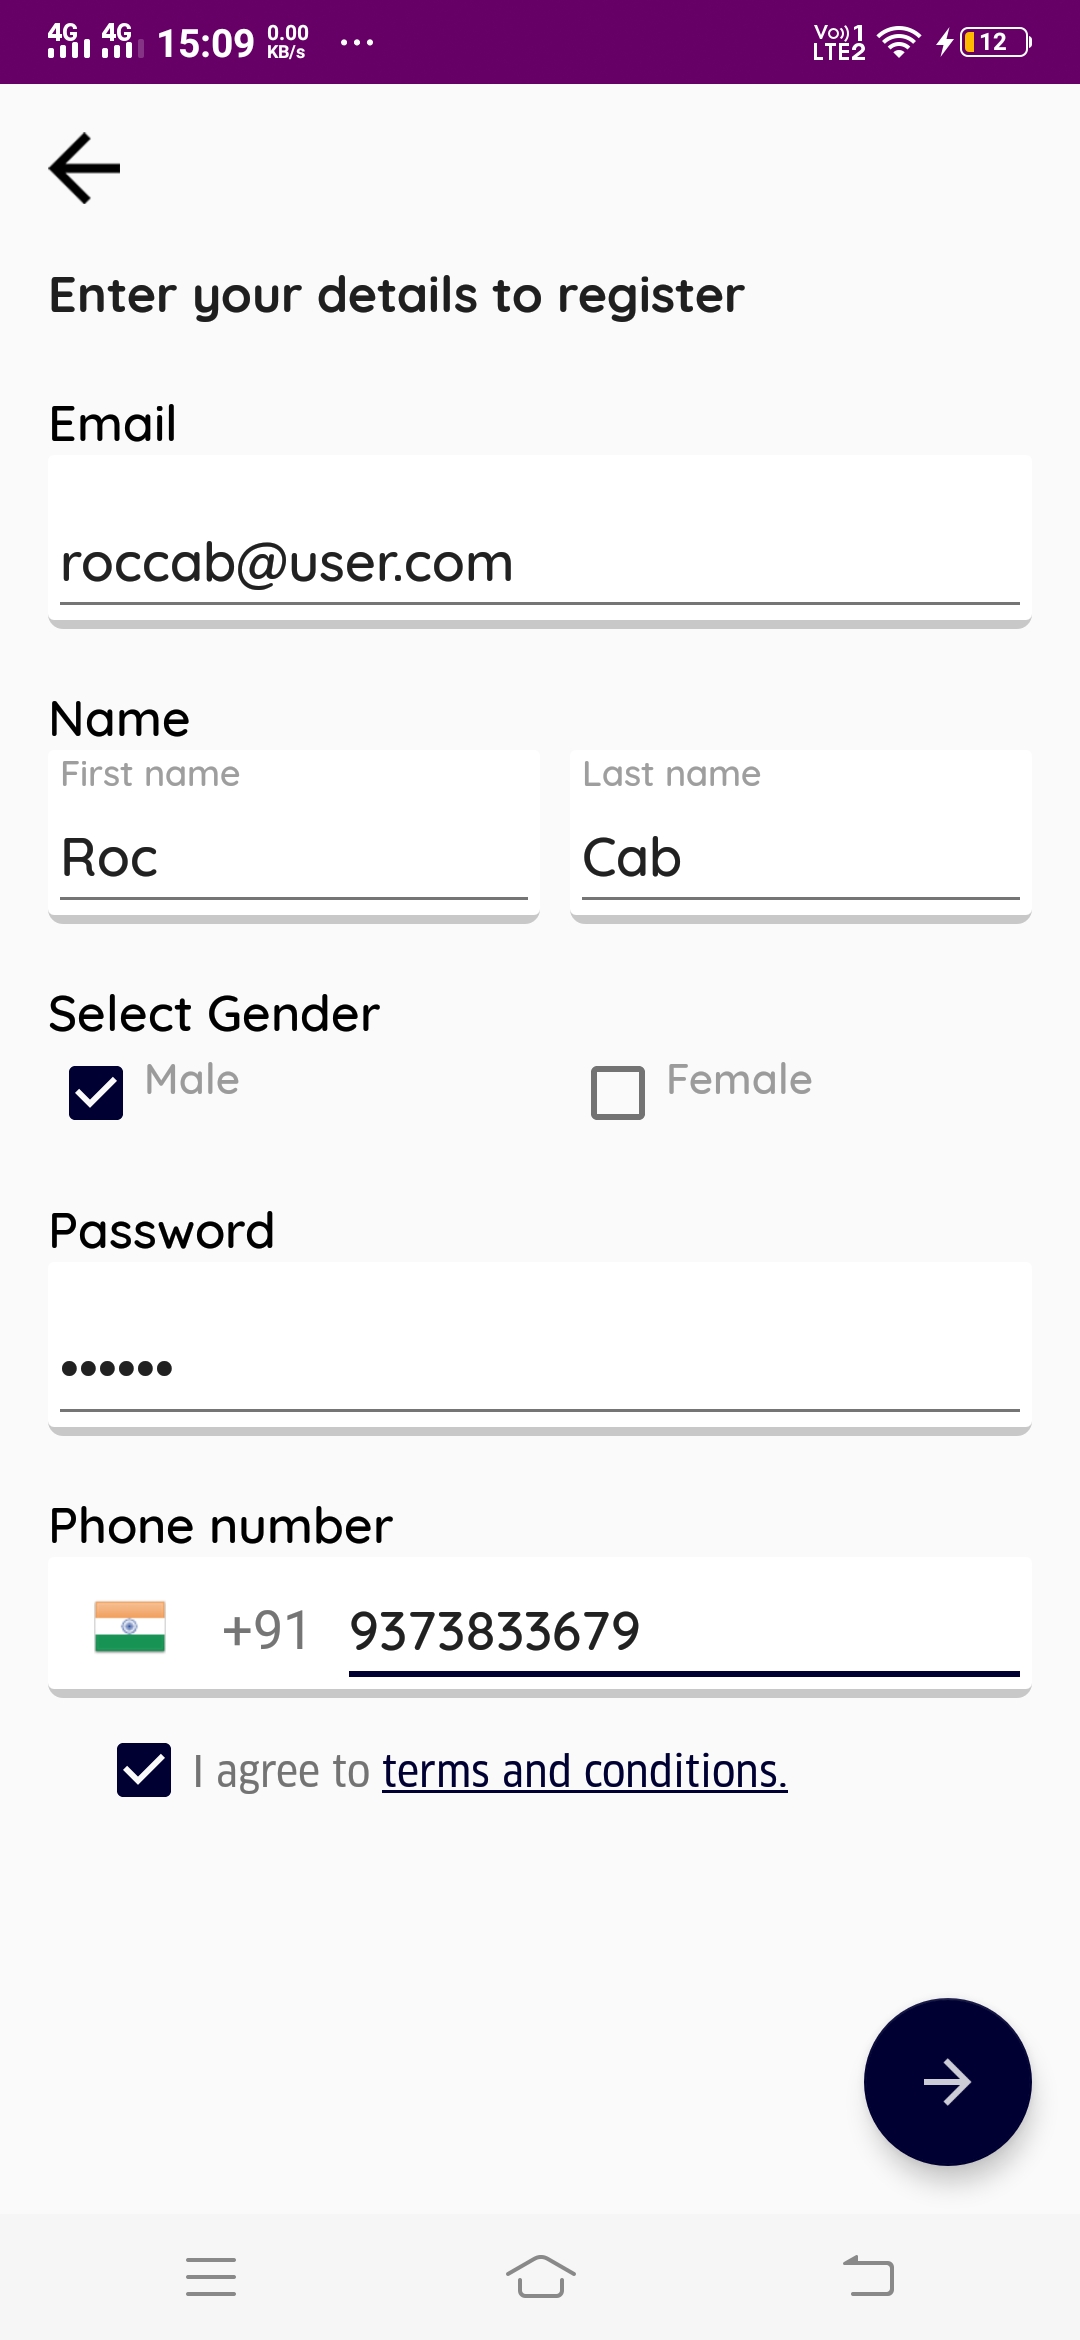 4G 4G 15:09 0.00 KB/s ... Vo)) 1 LTE2 12
Enter your details to register
Email
roccab@user.com
Name
First name Last name
Roc Cab
Select Gender
Male Female
Password
••••••
Phone number
+91 9373833679
I agree to terms and conditions.